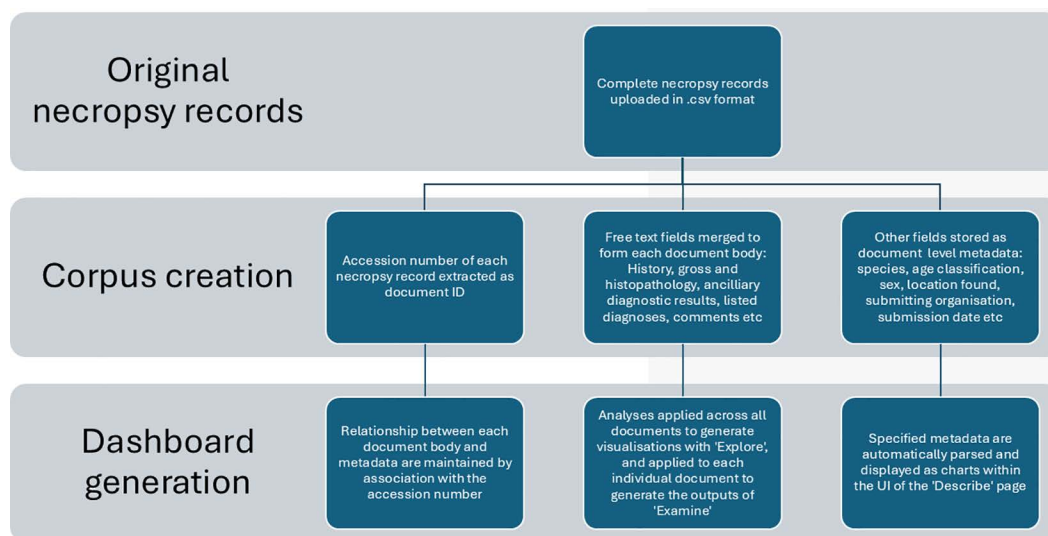 Original
necropsy records
Complete necropsy records
uploaded in .csv format
Corpus creation
Accession number of each
necropsy record extracted as
document ID
Free text fields merged to
form each document body:
History, gross and
histopathology, ancilliary
diagnostic results, listed
diagnoses, comments etc
Other fields stored as
document level metadata:
species, age classification,
sex, location found,
submitting organisation,
submission date etc
Dashboard
generation
Relationship between each
document body and
metadata are maintained by
association with the
accession number
Analyses applied across all
documents to generate
visualisations with 'Explore',
and applied to each
individual document to
generate the outputs of
'Examine'
Specified metadata are
automatically parsed and
displayed as charts within
the UI of the 'Describe' page